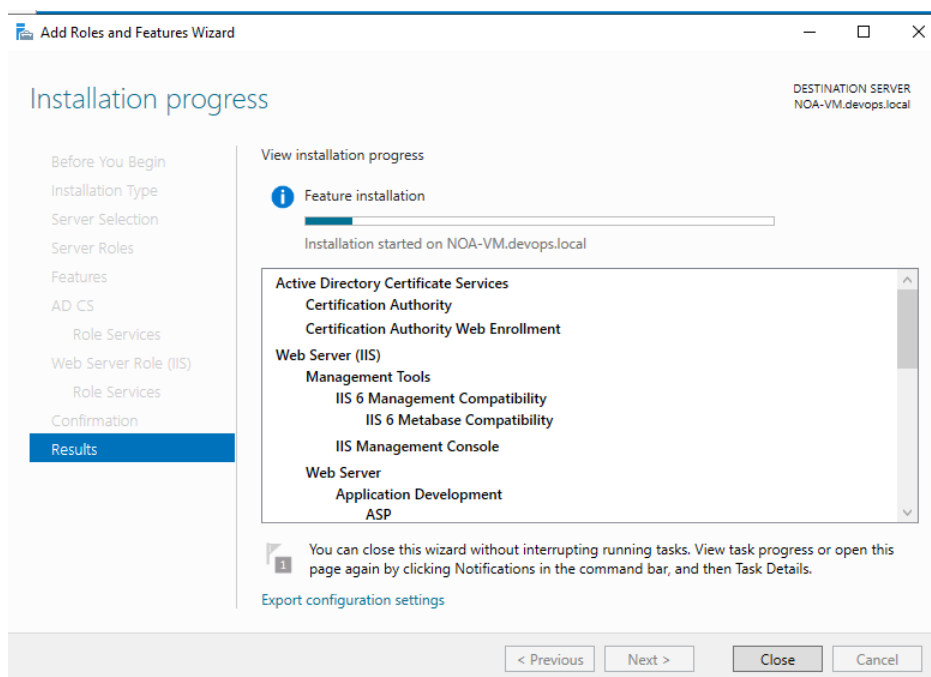 Add Roles and Features Wizard
Installation progress
DESTINATION SERVER
NOA-VM.devops.local
Before You Begin
Installation Type
Server Selection
Server Roles
Features
AD CS
Role Services
Web Server Role (IIS)
Role Services
Confirmation
Results
View installation progress
Feature installation
Installation started on NOA-VM.devops.local
Active Directory Certificate Services
Certification Authority
Certification Authority Web Enrollment
Web Server (IIS)
Management Tools
IIS 6 Management Compatibility
IIS 6 Metabase Compatibility
IIS Management Console
Web Server
Application Development
ASP
1
You can close this wizard without interrupting running tasks. View task progress or open this
page again by clicking Notifications in the command bar, and then Task Details.
Export configuration settings
< Previous
Next >
Close
Cancel